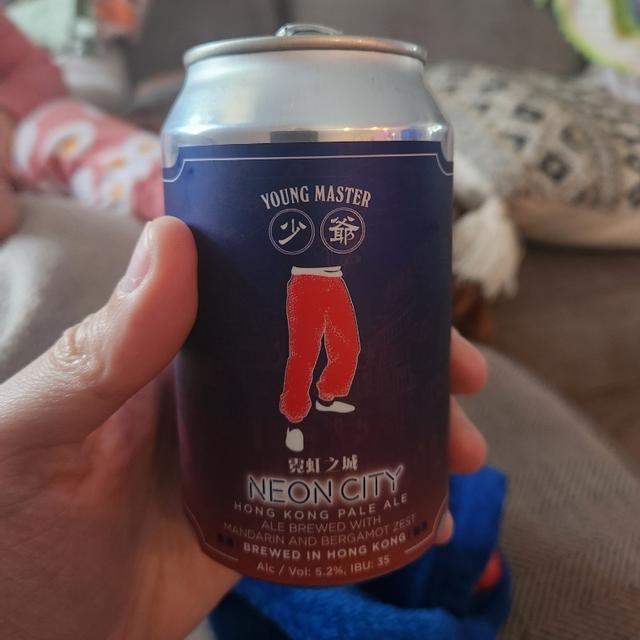 YOUNG MASTER
少爺
霓虹之城
NEON CITY
HONG KONG PALE ALE
ALE BREWED WITH
MANDARIN AND BERGAMOT ZEST
BREWED IN HONG KONG
Alc / Vol: 5.2%, IBU: 35